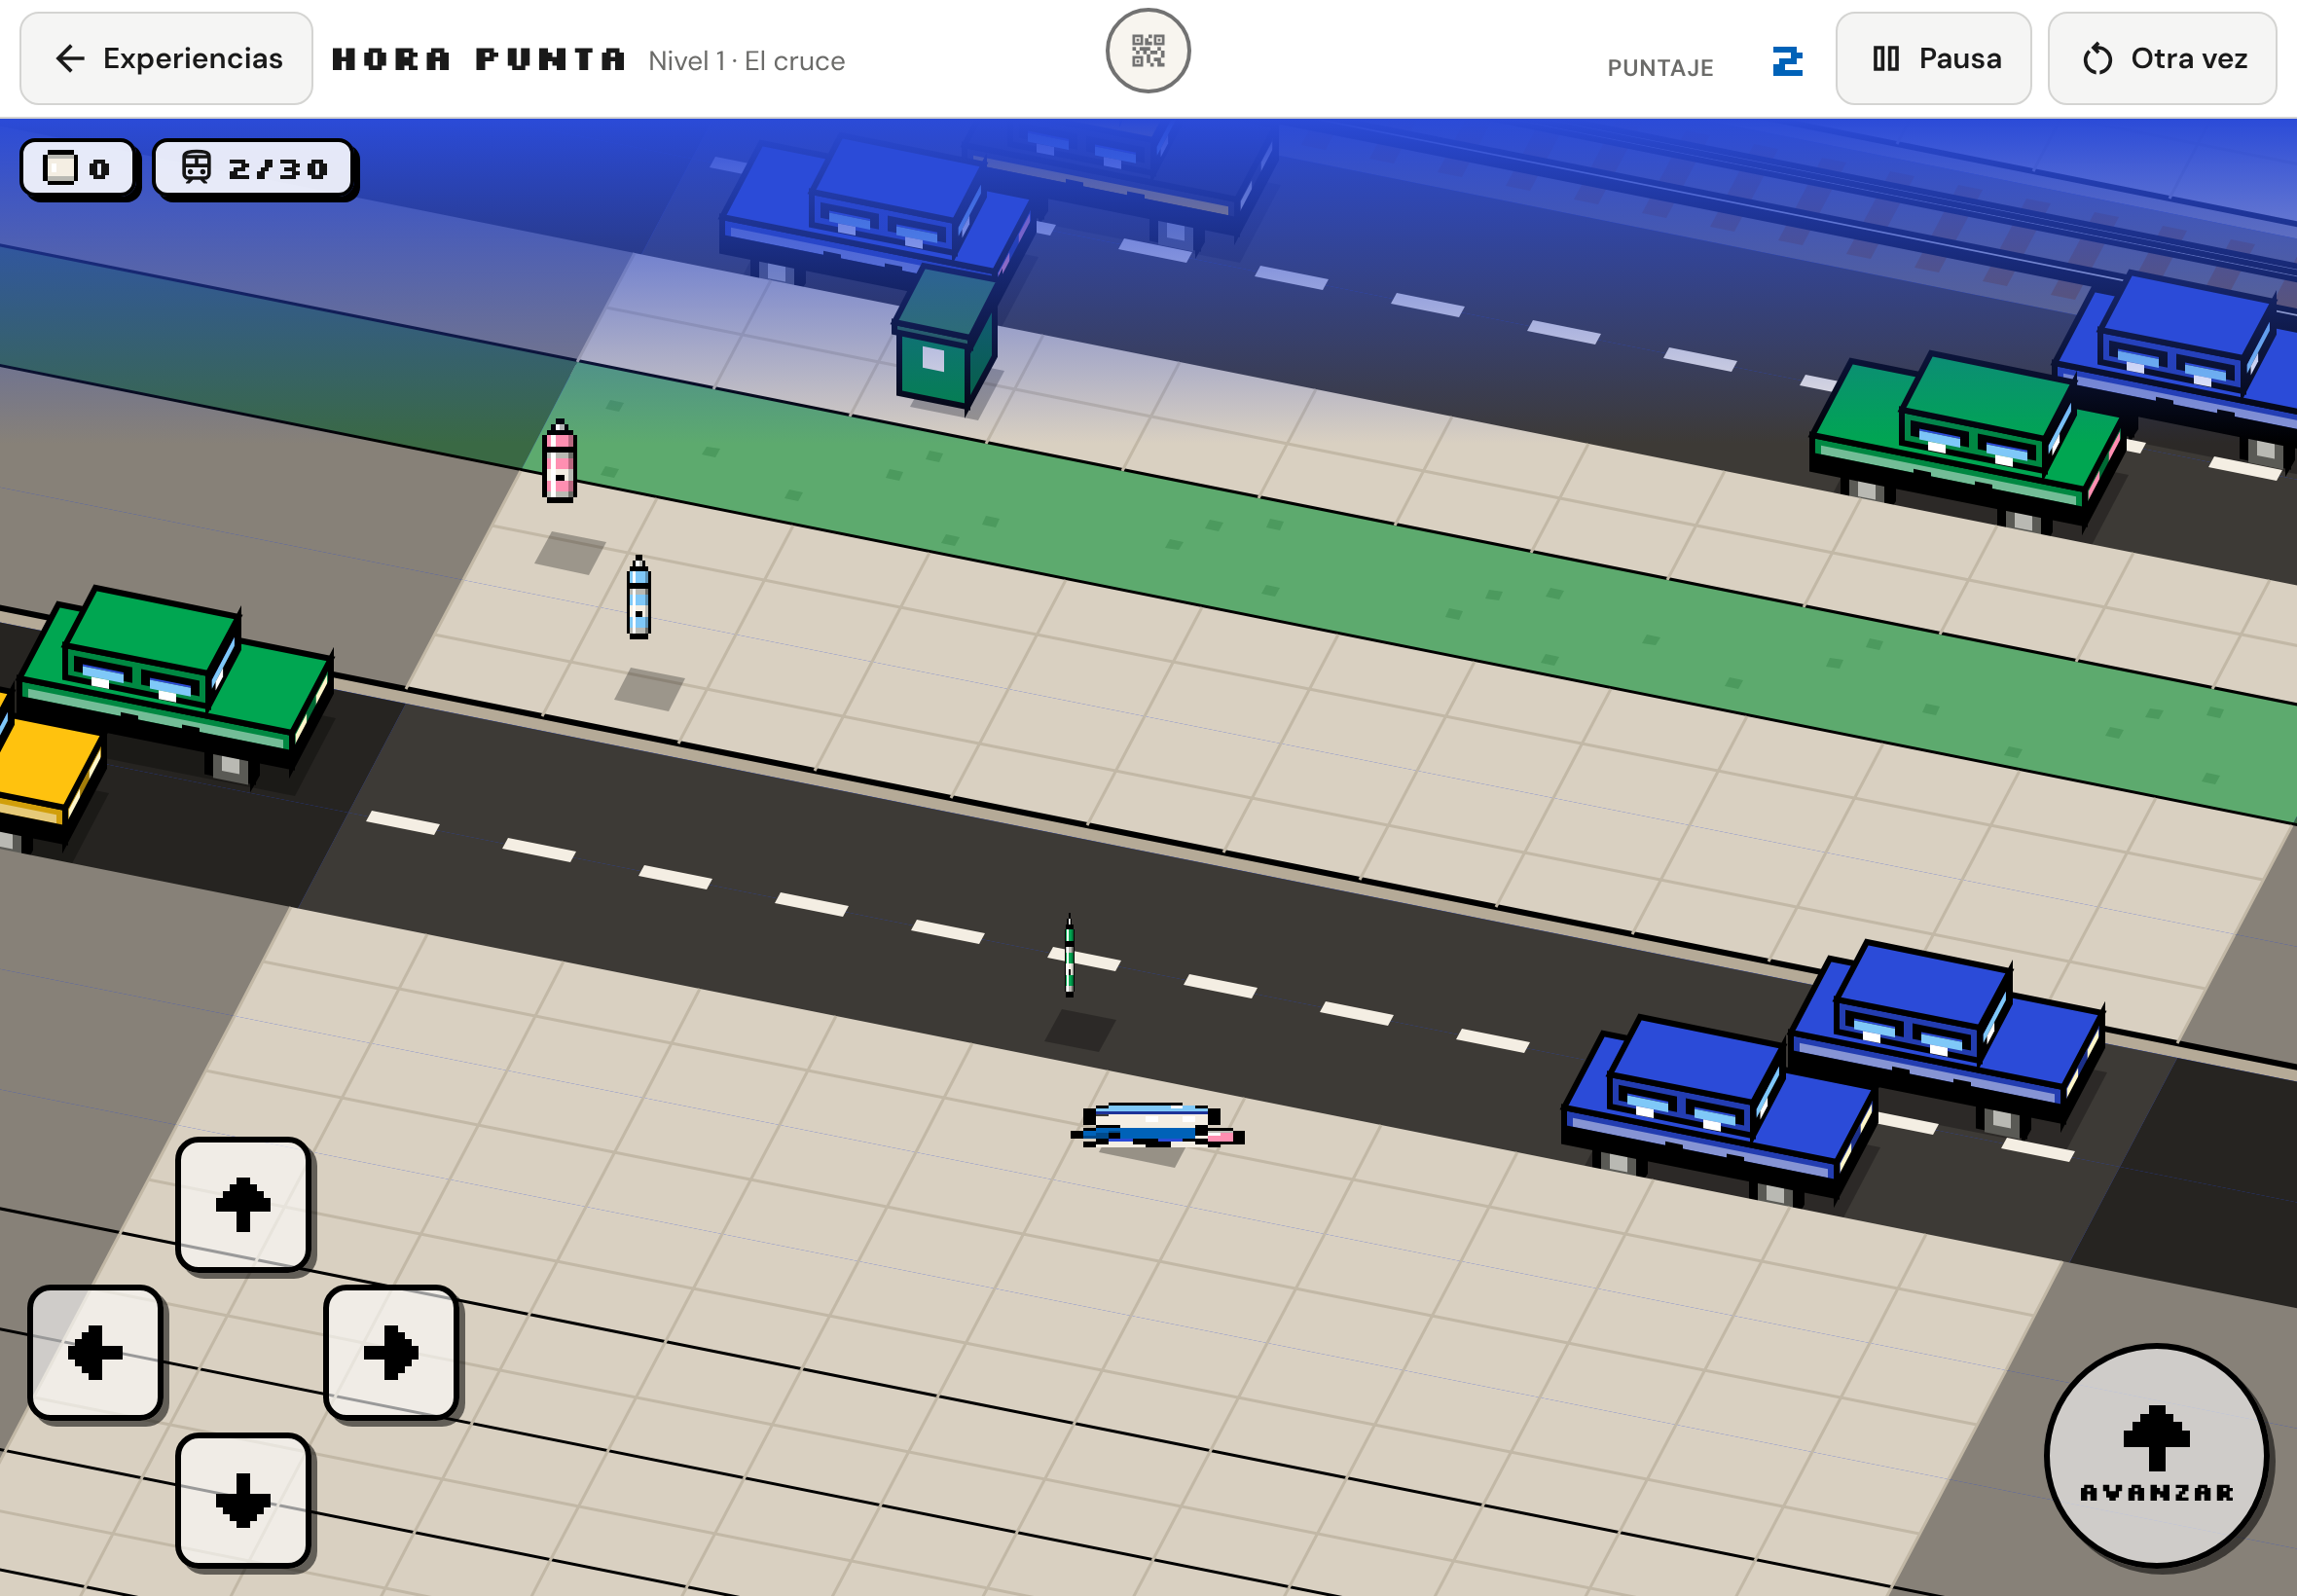 Experiencias
HORA PUNTA
Nivel 1 · El cruce
PUNTAJE
2
Pausa
Otra vez
0
2/30
AVANZAR